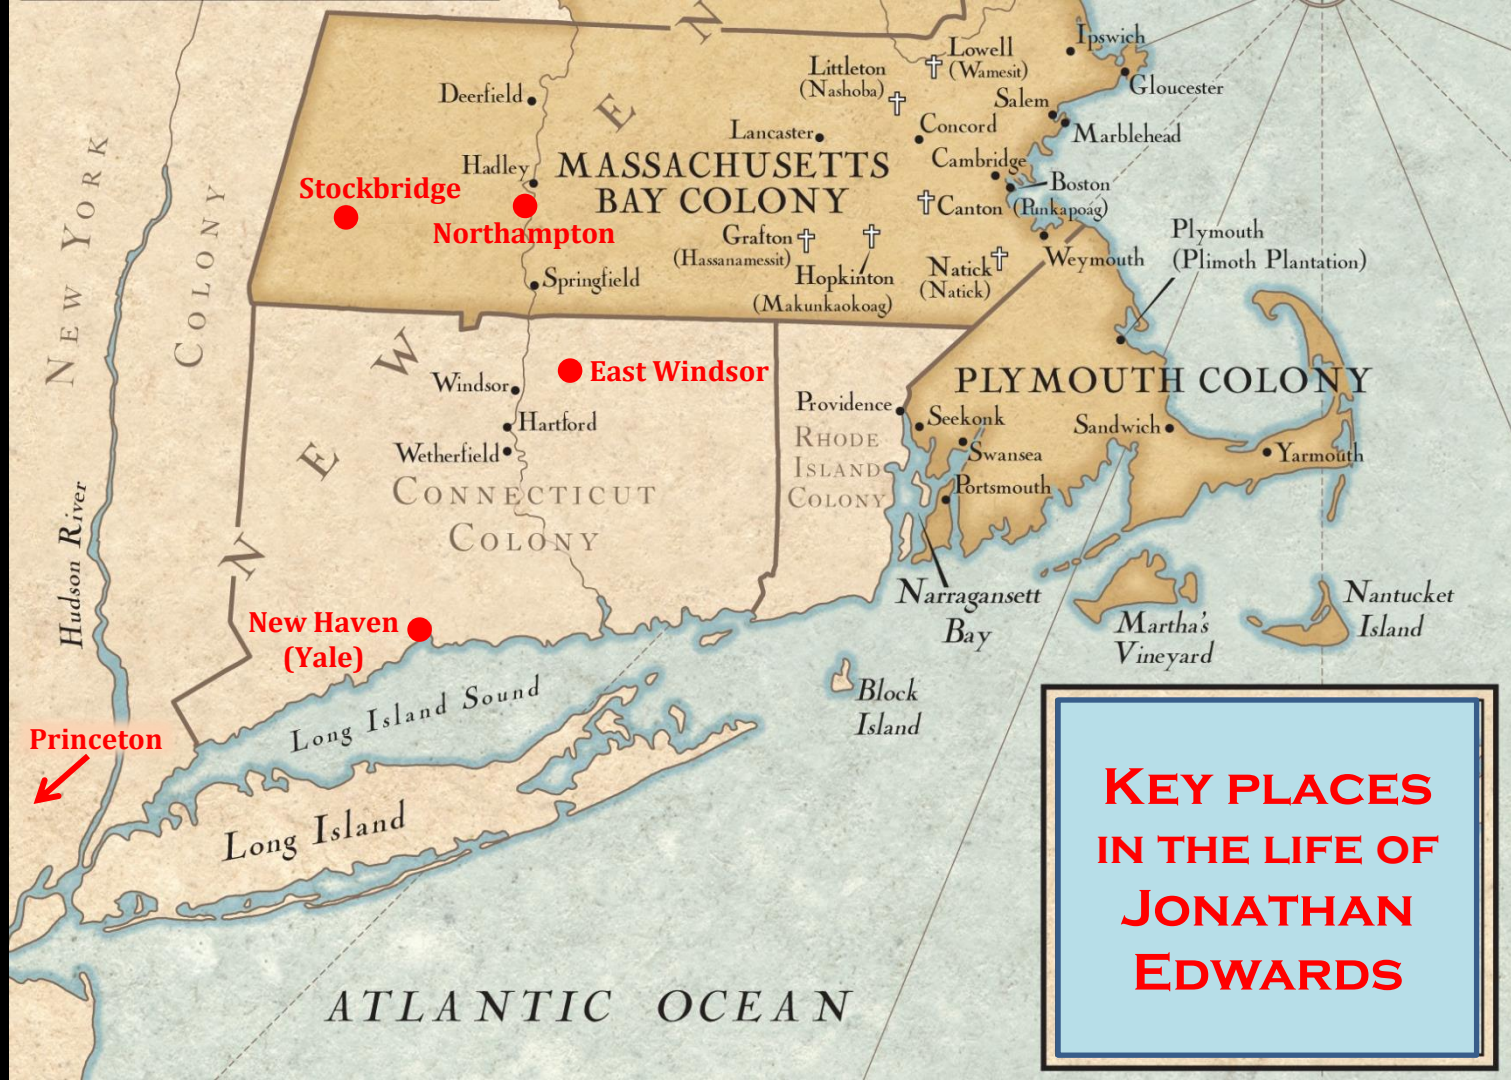 NEW YORK
COLONY
Hudson River
NEW EN
Deerfield
Hadley
Stockbridge
Northampton
Springfield
MASSACHUSETTS
BAY COLONY
Littleton
(Nashoba)
Lowell
(Wamesit)
Ipswich
Gloucester
Salem
Marblehead
Lancaster
Concord
Cambridge
Boston
Canton (Punkapoag)
Grafton
(Hassanamessit)
Hopkinton
(Makunkaokoag)
Natick
(Natick)
Weymouth
Plymouth
(Plimoth Plantation)
PLYMOUTH COLONY
Windsor
East Windsor
Hartford
Wetherfield
CONNECTICUT
COLONY
Providence
RHODE
ISLAND
COLONY
Seekonk
Swansea
Portsmouth
Sandwich
Yarmouth
Narragansett
Bay
Martha's
Vineyard
Nantucket
Island
New Haven
(Yale)
Long Island Sound
Block
Island
Princeton
Long Island
ATLANTIC OCEAN
KEY PLACES
IN THE LIFE OF
JONATHAN
EDWARDS